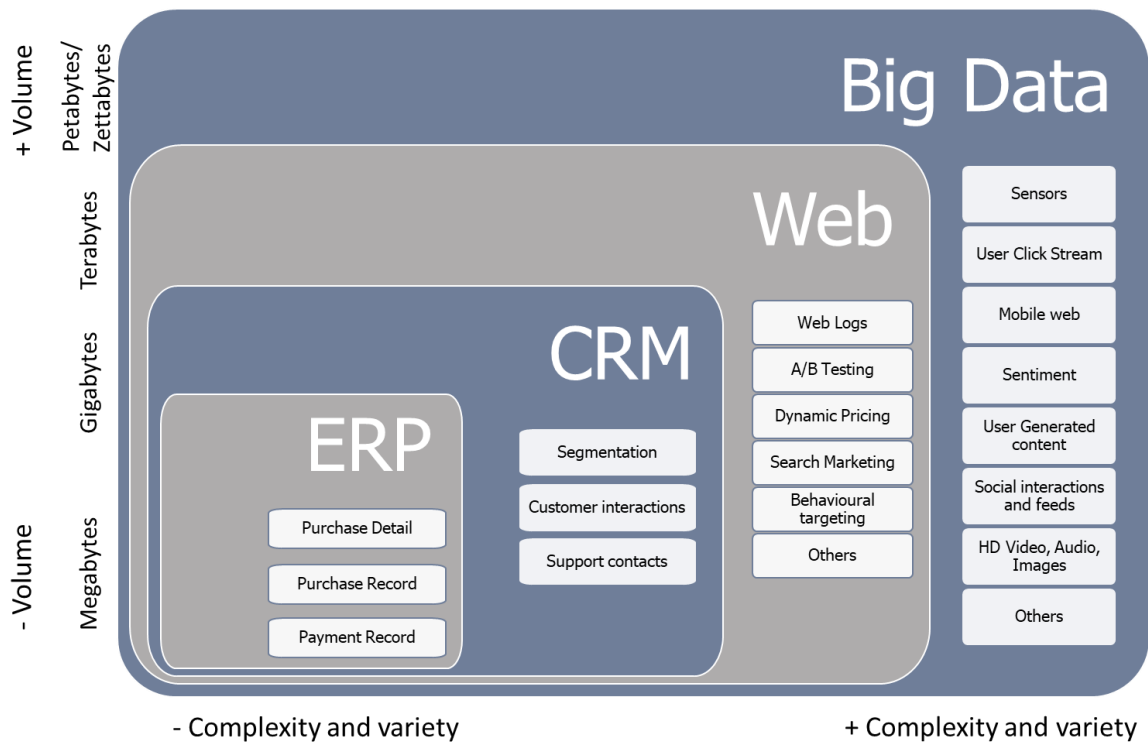 + Volume
Petabytes/
Zettabytes
Terabytes
Gigabytes
Megabytes
- Volume
Big Data
Sensors
User Click Stream
Mobile web
Sentiment
User Generated
content
Social interactions
and feeds
HD Video, Audio,
Images
Others
Web
Web Logs
A/B Testing
Dynamic Pricing
Search Marketing
Behavioural
targeting
Others
CRM
Segmentation
Customer interactions
Support contacts
ERP
Purchase Detail
Purchase Record
Payment Record
- Complexity and variety
+ Complexity and variety